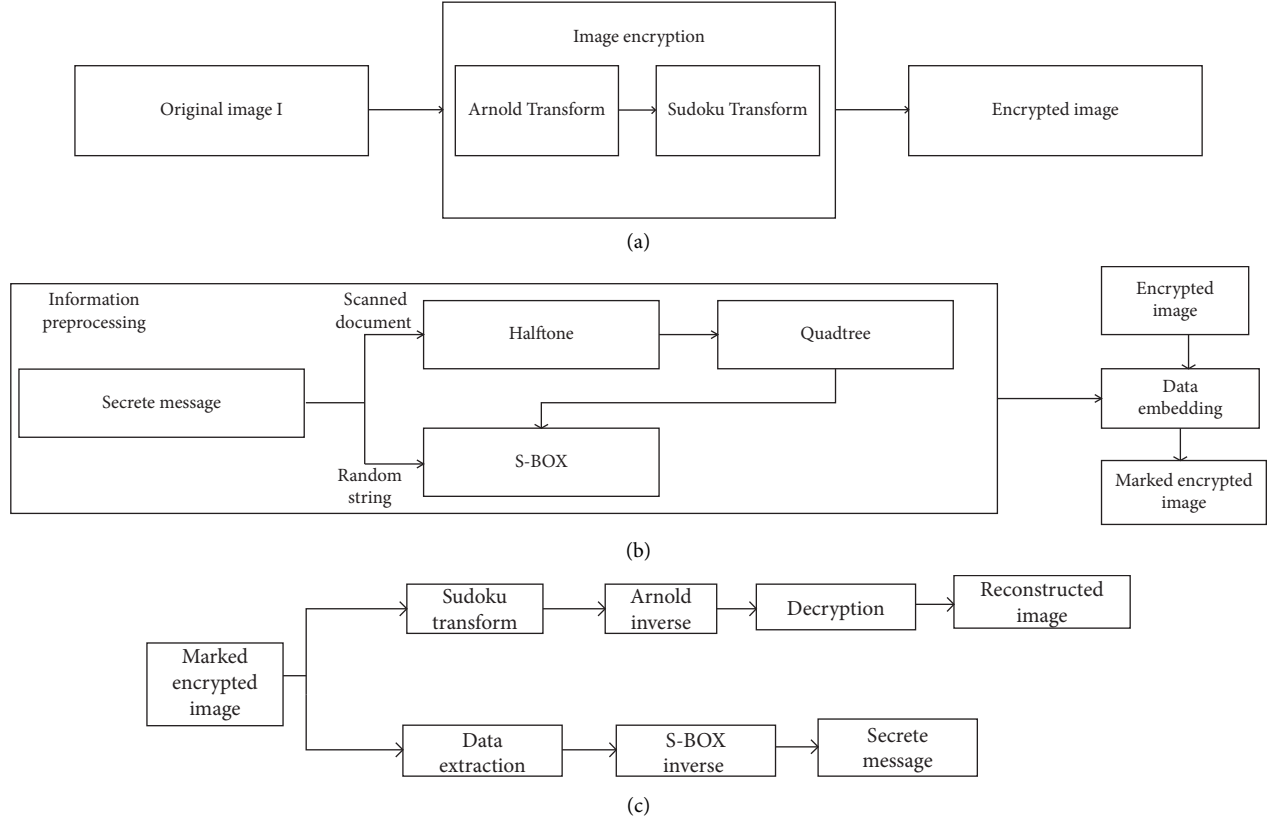 Image encryption
Original image I
Arnold Transform
Sudoku Transform
Encrypted image
(a)
Information
preprocessing
Scanned
document
Halftone
Quadtree
Secrete message
S-BOX
Random
string
Encrypted
image
Data
embedding
Marked encrypted
image
(b)
Marked
encrypted
image
Sudoku
transform
Arnold
inverse
Decryption
Reconstructed
image
Data
extraction
S-BOX
inverse
Secrete
message
(c)